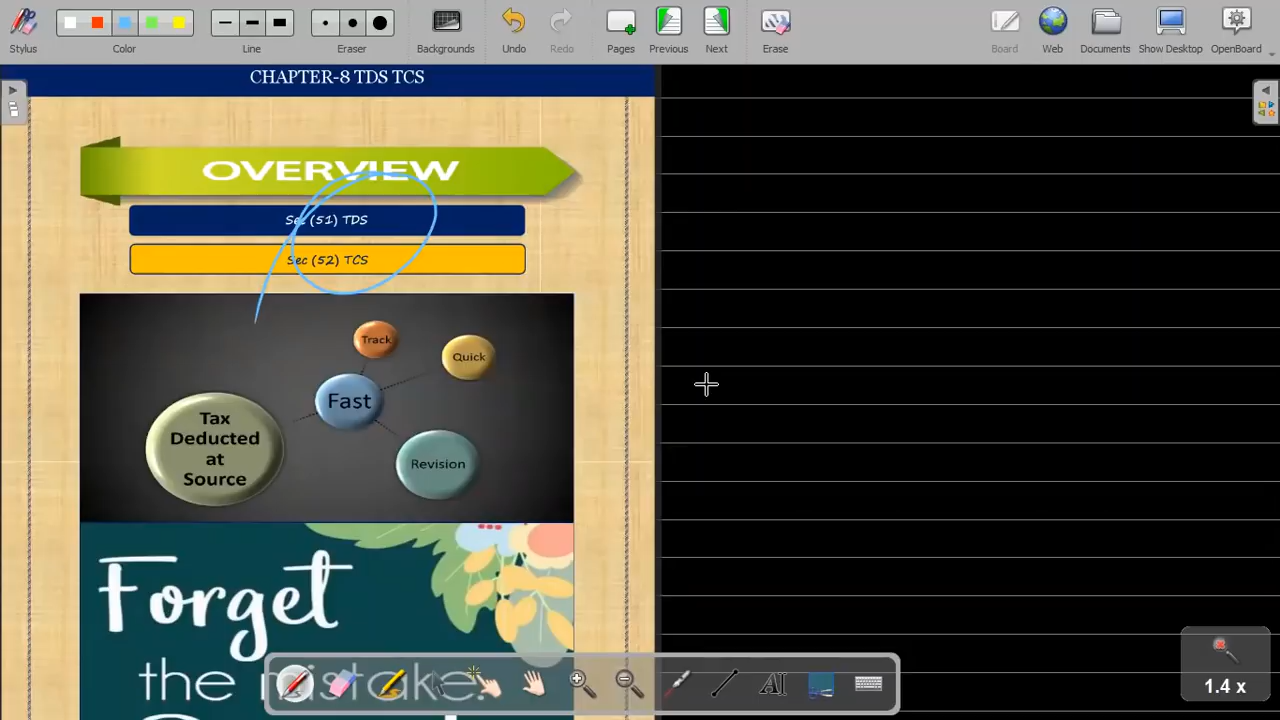 Stylus
Color
Line
Eraser
Backgrounds
Undo
Redo
Pages
Previous
Next
Erase
Board
Web
Documents
Show Desktop
OpenBoard
CHAPTER-8 TDS TCS
OVERVIEW
Sec (51) TDS
Sec (52) TCS
Track
Quick
Fast
Tax
Deducted
at
Source
Revision
Forget
the mistake.
AI
1.4 x